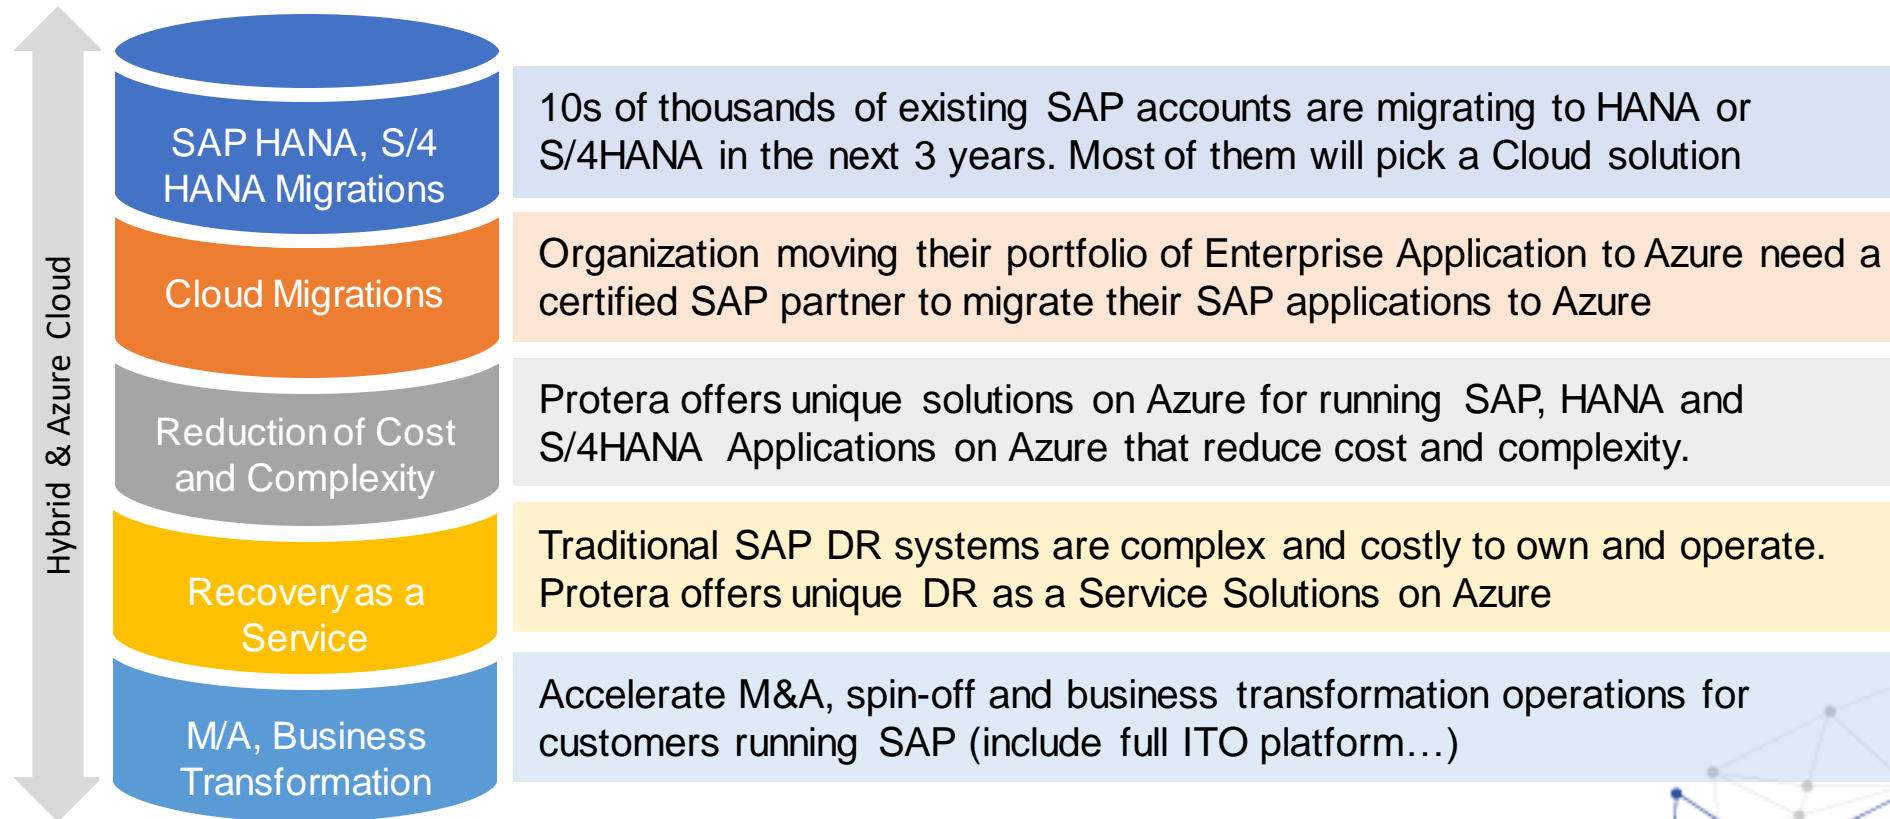 Hybrid & Azure Cloud
SAP HANA, S/4
HANA Migrations
10s of thousands of existing SAP accounts are migrating to HANA or
S/4HANA in the next 3 years. Most of them will pick a Cloud solution
Cloud Migrations
Organization moving their portfolio of Enterprise Application to Azure need a
certified SAP partner to migrate their SAP applications to Azure
Reduction of Cost
and Complexity
Protera offers unique solutions on Azure for running SAP, HANA and
S/4HANA Applications on Azure that reduce cost and complexity.
Recovery as a
Service
Traditional SAP DR systems are complex and costly to own and operate.
Protera offers unique DR as a Service Solutions on Azure
M/A, Business
Transformation
Accelerate M&A, spin-off and business transformation operations for
customers running SAP (include full ITO platform…)